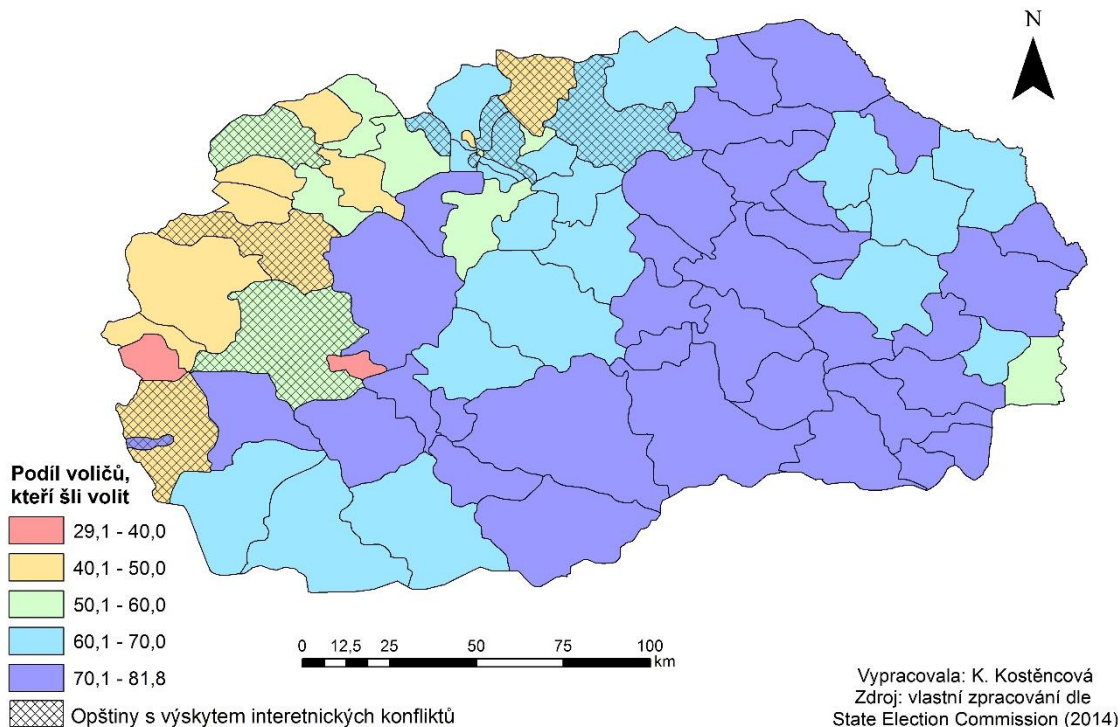 N
Podíl voličů,
kteří šli volit
29,1 - 40,0
40,1 - 50,0
50,1 - 60,0
60,1 - 70,0
70,1 - 81,8
Opštiny s výskytem interetnických konfliktů
0 12,5 25 50 75 100
km
Vypracovala: K. Kostěncová
Zdroj: vlastní zpracování dle
State Election Commission (2014)